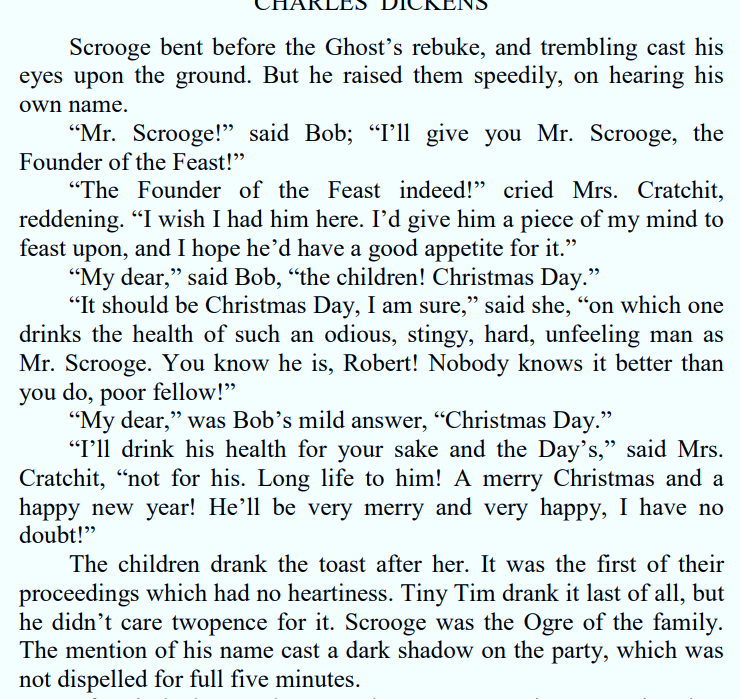 CHARLES DICKENS
Scrooge bent before the Ghost’s rebuke, and trembling cast his
eyes upon the ground. But he raised them speedily, on hearing his
own name.
“Mr. Scrooge!” said Bob; “I’ll give you Mr. Scrooge, the
Founder of the Feast!”
“The Founder of the Feast indeed!” cried Mrs. Cratchit,
reddening. “I wish I had him here. I’d give him a piece of my mind to
feast upon, and I hope he’d have a good appetite for it.”
“My dear,” said Bob, “the children! Christmas Day.”
“It should be Christmas Day, I am sure,” said she, “on which one
drinks the health of such an odious, stingy, hard, unfeeling man as
Mr. Scrooge. You know he is, Robert! Nobody knows it better than
you do, poor fellow!”
“My dear,” was Bob’s mild answer, “Christmas Day.”
“I’ll drink his health for your sake and the Day’s,” said Mrs.
Cratchit, “not for his. Long life to him! A merry Christmas and a
happy new year! He’ll be very merry and very happy, I have no
doubt!”
The children drank the toast after her. It was the first of their
proceedings which had no heartiness. Tiny Tim drank it last of all, but
he didn’t care twopence for it. Scrooge was the Ogre of the family.
The mention of his name cast a dark shadow on the party, which was
not dispelled for full five minutes.